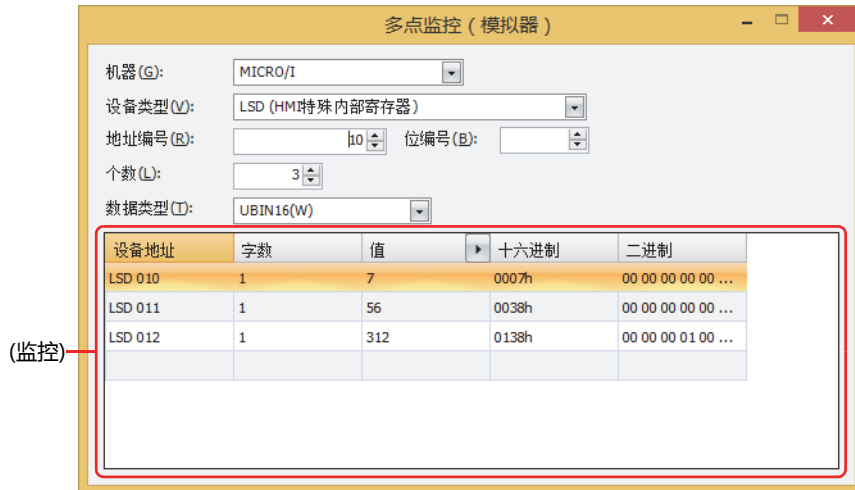 多点监控 ( 模拟器 )
机器(G): MICRO/I
设备类型(V): LSD (HMI特殊内部寄存器)
地址编号(R): 10 位编号(B):
个数(L): 3
数据类型(T): UBIN16(W)
设备地址 字数 值 十六进制 二进制
LSD 010 1 7 0007h 00 00 00 00 00 ...
LSD 011 1 56 0038h 00 00 00 00 00 ...
(监控)
LSD 012 1 312 0138h 00 00 00 01 00 ...